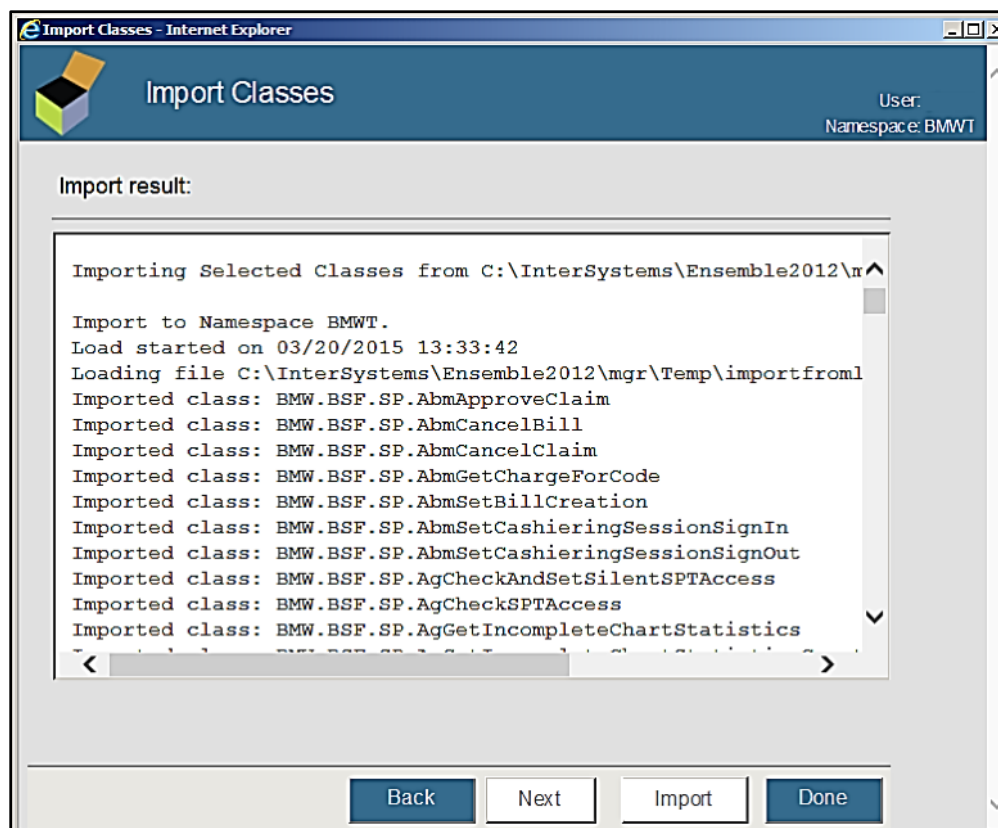 Import Classes - Internet Explorer
Import Classes
User:
Namespace: BMWT
Import result:
Importing Selected Classes from C:\InterSystems\Ensemble2012\m
Import to Namespace BMWT.
Load started on 03/20/2015 13:33:42
Loading file C:\InterSystems\Ensemble2012\mgr\Temp\importfroml
Imported class: BMW.BSF.SP.AbmApproveClaim
Imported class: BMW.BSF.SP.AbmCancelBill
Imported class: BMW.BSF.SP.AbmCancelClaim
Imported class: BMW.BSF.SP.AbmGetChargeForCode
Imported class: BMW.BSF.SP.AbmSetBillCreation
Imported class: BMW.BSF.SP.AbmSetCashieringSessionSignIn
Imported class: BMW.BSF.SP.AbmSetCashieringSessionSignOut
Imported class: BMW.BSF.SP.AgCheckAndSetSilentSPTAccess
Imported class: BMW.BSF.SP.AgCheckSPTAccess
Imported class: BMW.BSF.SP.AgGetIncompleteChartStatistics
Back Next Import Done